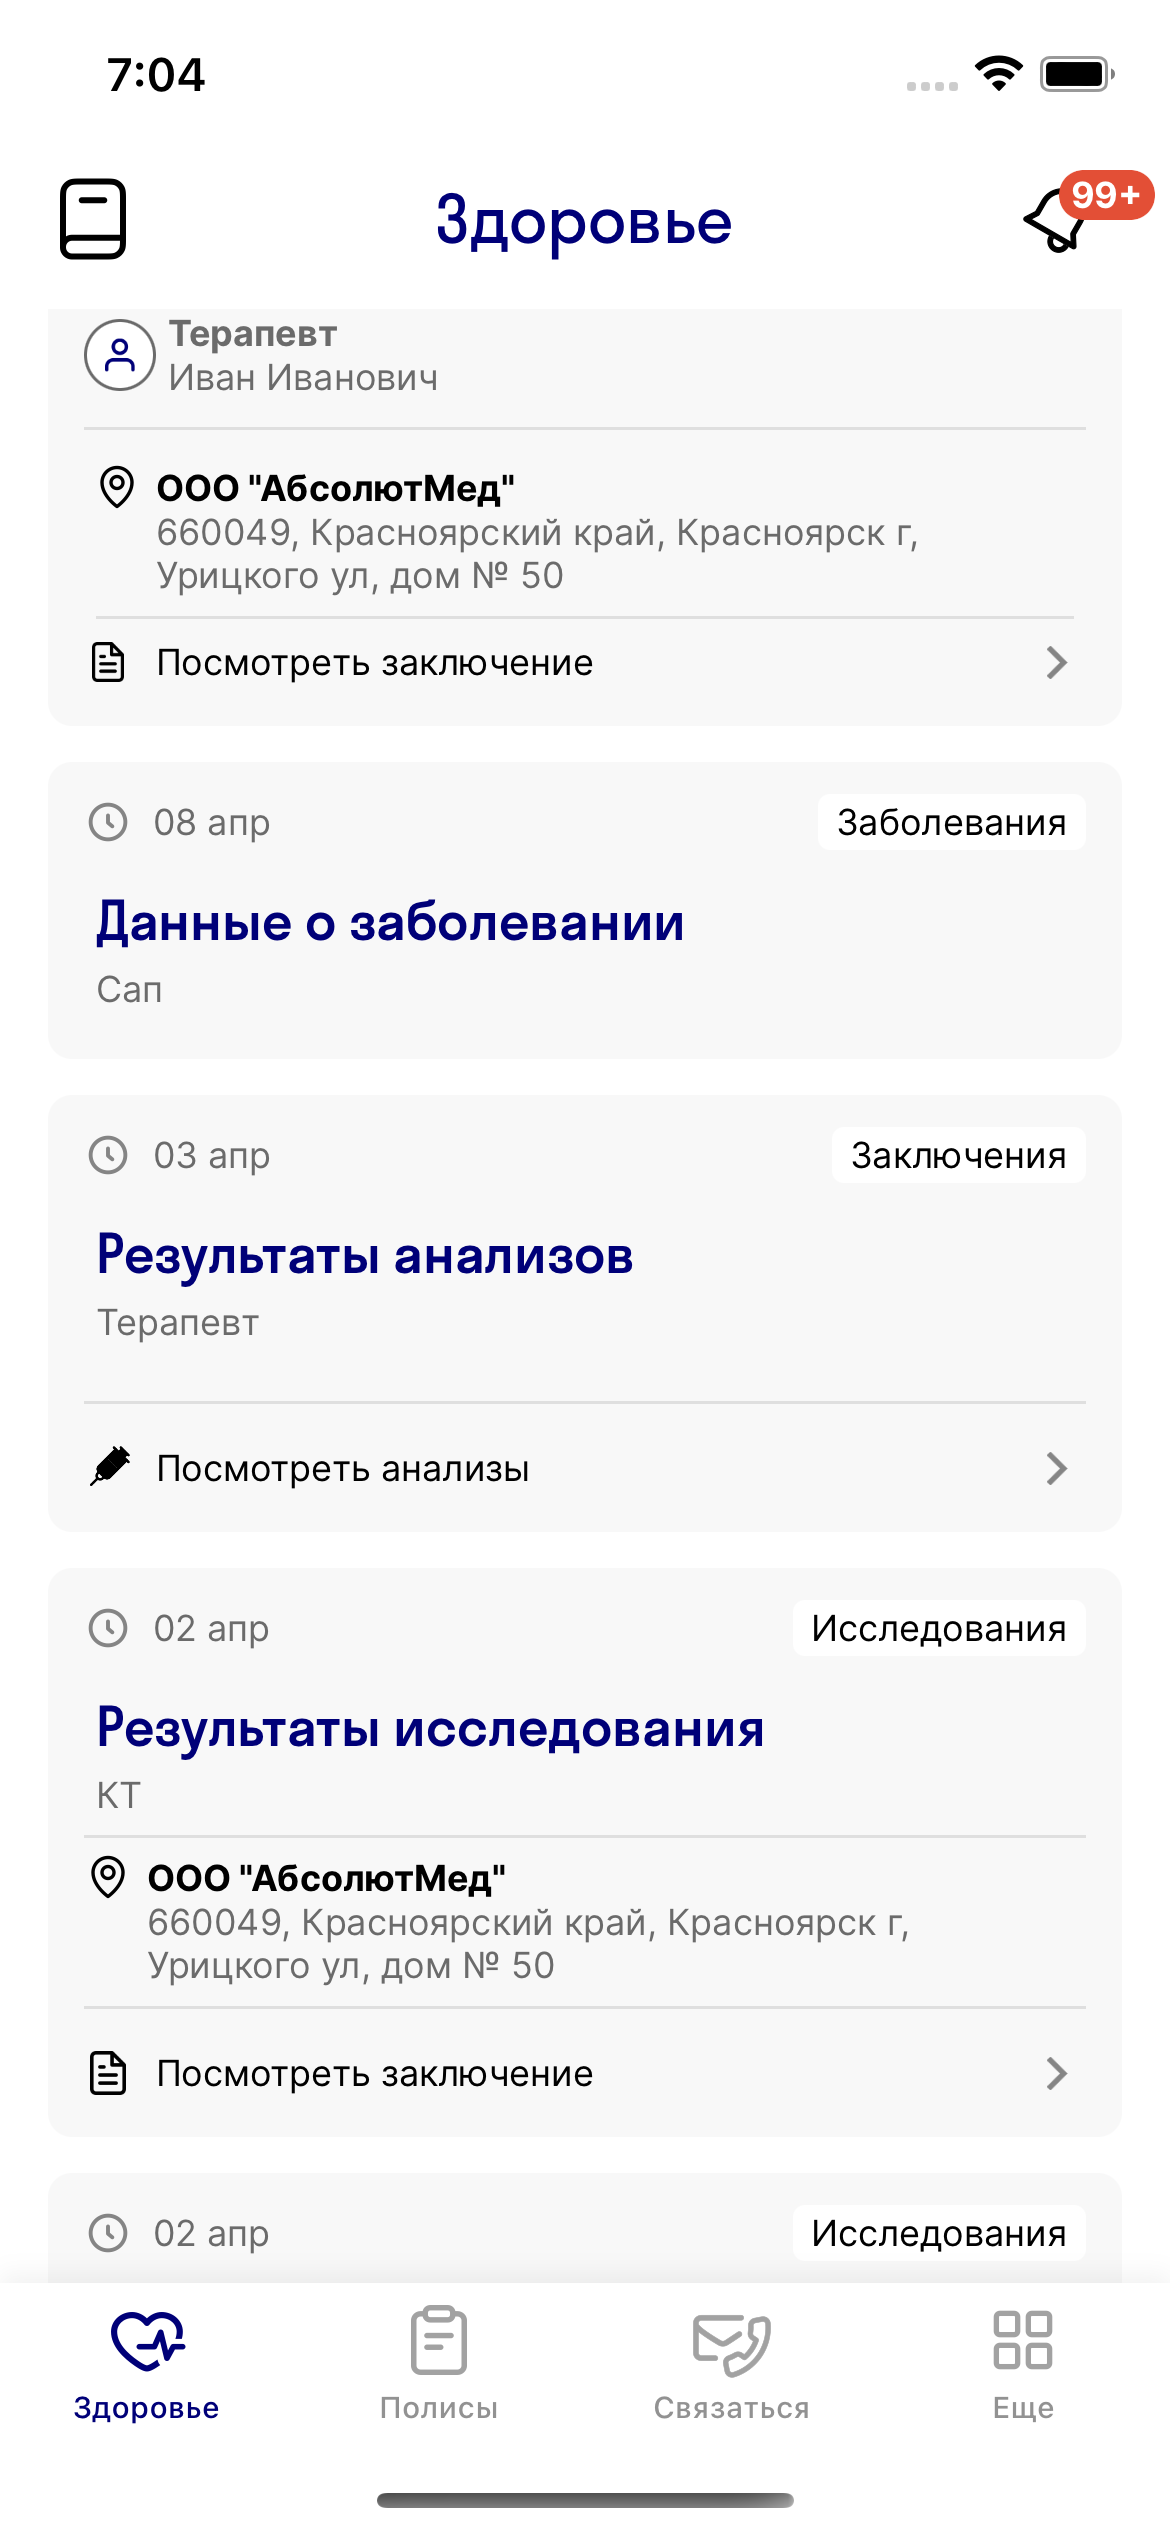 7:04
Здоровье
99+
Терапевт
Иван Иванович
ООО "АбсолютМед"
660049, Красноярский край, Красноярск г,
Урицкого ул, дом № 50
Посмотреть заключение
08 апр
Заболевания
Данные о заболевании
Сап
03 апр
Заключения
Результаты анализов
Терапевт
Посмотреть анализы
02 апр
Исследования
Результаты исследования
КТ
ООО "АбсолютМед"
660049, Красноярский край, Красноярск г,
Урицкого ул, дом № 50
Посмотреть заключение
02 апр
Исследования
Здоровье
Полисы
Связаться
Еще